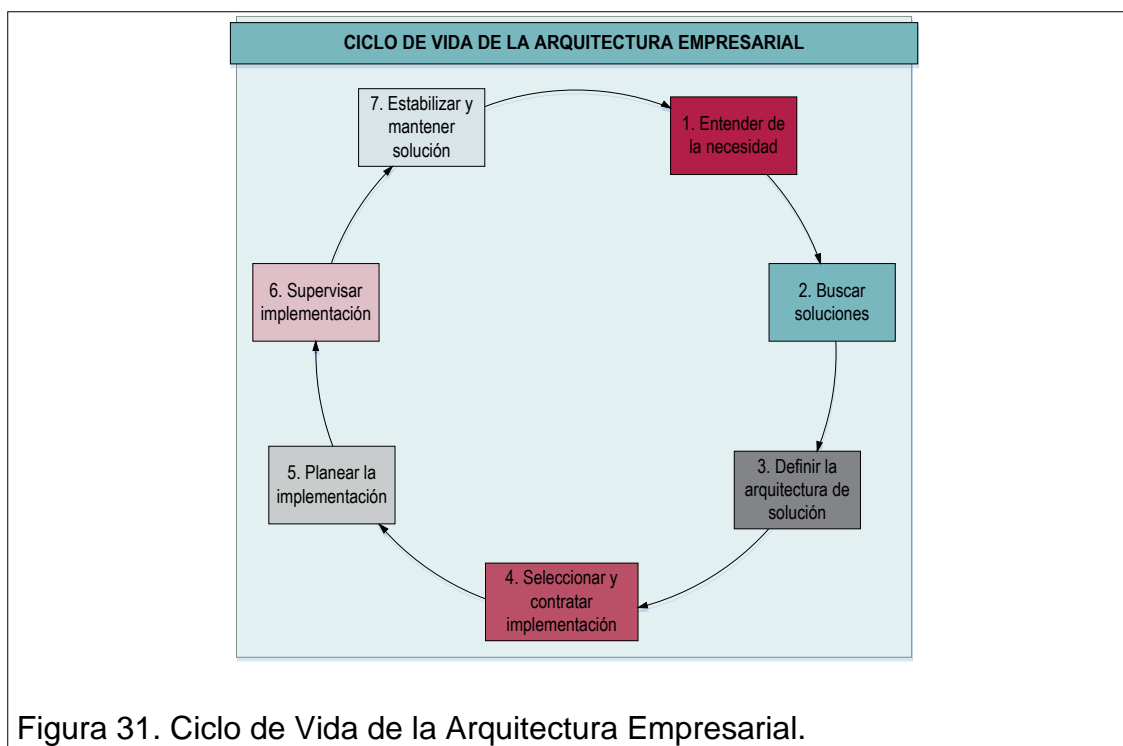 CICLO DE VIDA DE LA ARQUITECTURA EMPRESARIAL
1. Entender de
la necesidad
2. Buscar
soluciones
3. Definir la
arquitectura de
solución
4. Seleccionar y
contratar
implementación
5. Planear la
implementación
6. Supervisar
implementación
7. Estabilizar y
mantener
solución
Figura 31. Ciclo de Vida de la Arquitectura Empresarial.